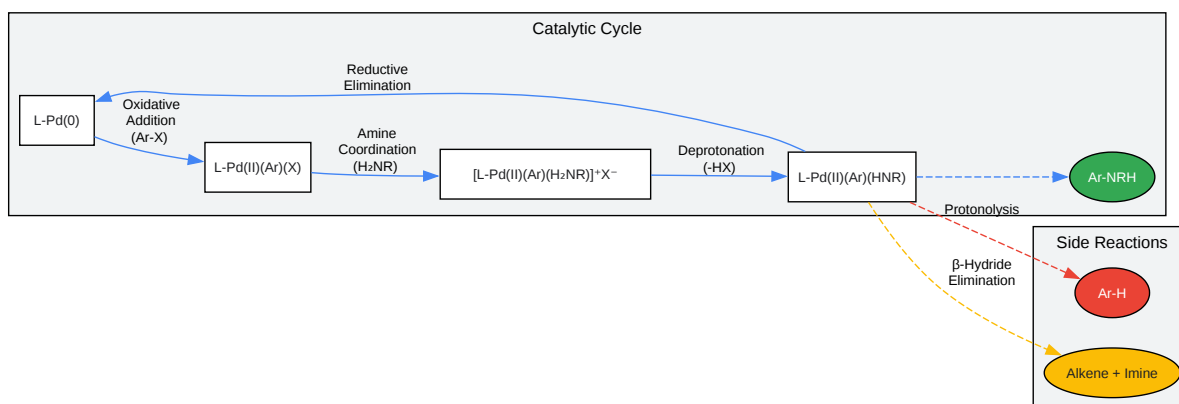 Catalytic Cycle
Reductive
Elimination
L-Pd(0)
Oxidative
Addition
(Ar-X)
L-Pd(II)(Ar)(X)
Amine
Coordination
(H₂NR)
[L-Pd(II)(Ar)(H₂NR)]⁺X⁻
Deprotonation
(-HX)
L-Pd(II)(Ar)(HNR)
Ar-NRH
Protonolysis
Side Reactions
β-Hydride
Elimination
Ar-H
Alkene + Imine